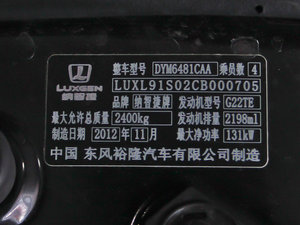 LUXGEN
纳智捷
整车型号 DYM6481CAA 乘员数 4
LUXL91S02CB000705
品牌 纳智捷牌 发动机型号 G22TE
最大允许总质量 2400kg 发动机排量 2198ml
制造日期 2012年11月 最大净功率 131kW
中国 东风裕隆汽车有限公司制造